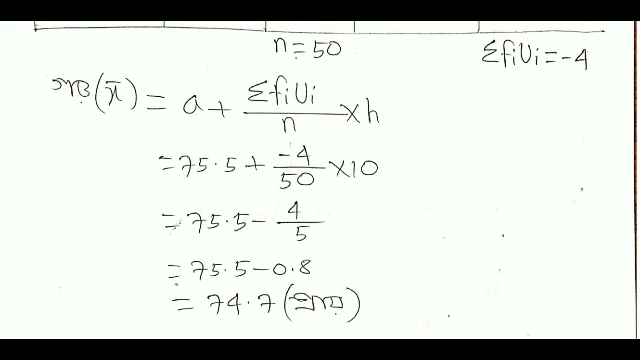 n=50 ΣfiUi=-4
গড় (x̄) = a + ΣfiUi/n ×h
= 75.5 + -4/50 ×10
= 75.5 - 4/5
= 75.5 - 0.8
= 74.7 (প্রায়)